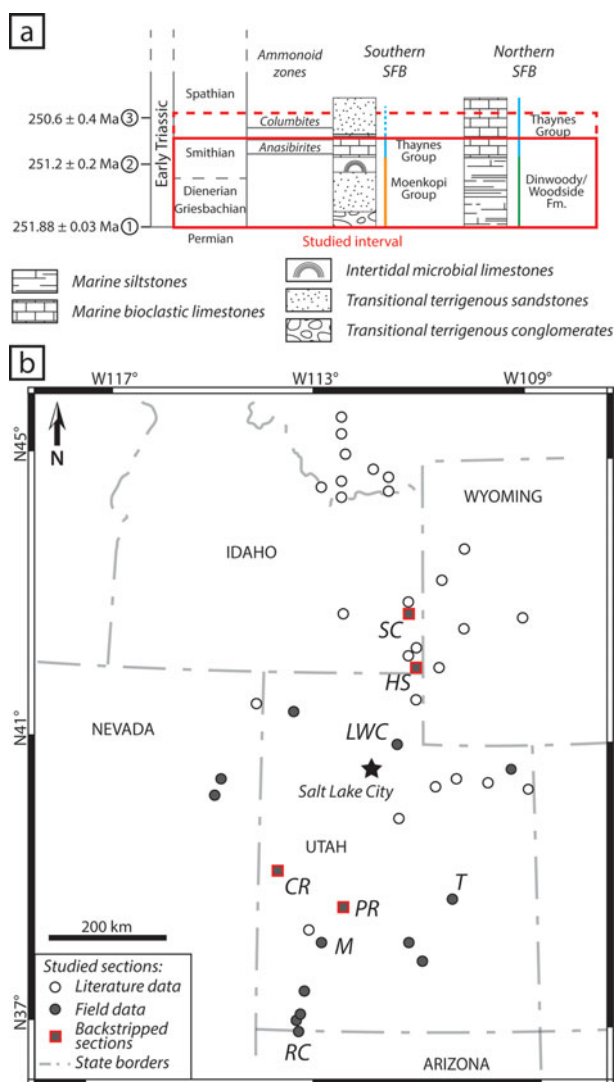 a
Ammonoid
zones
Southern
SFB
Northern
SFB
Early Triassic
Spathian
250.6 ± 0.4 Ma 3
Columbites
Thaynes
Group
Smithian
Anasibirites
Thaynes
Group
251.2 ± 0.2 Ma 2
Dienerian
Griesbachian
Moenkopi
Group
Dinwoody/
Woodside
Fm.
251.88 ± 0.03 Ma 1
Permian
Studied interval
Marine siltstones
Marine bioclastic limestones
Intertidal microbial limestones
Transitional terrigenous sandstones
Transitional terrigenous conglomerates
b
W117° W113° W109°
N45°
N
WYOMING
IDAHO
SC
HS
NEVADA
N41°
LWC
Salt Lake City
UTAH
CR
PR
T
200 km
M
Studied sections:
Literature data
Field data
Backstripped
sections
State borders
N37°
RC
ARIZONA